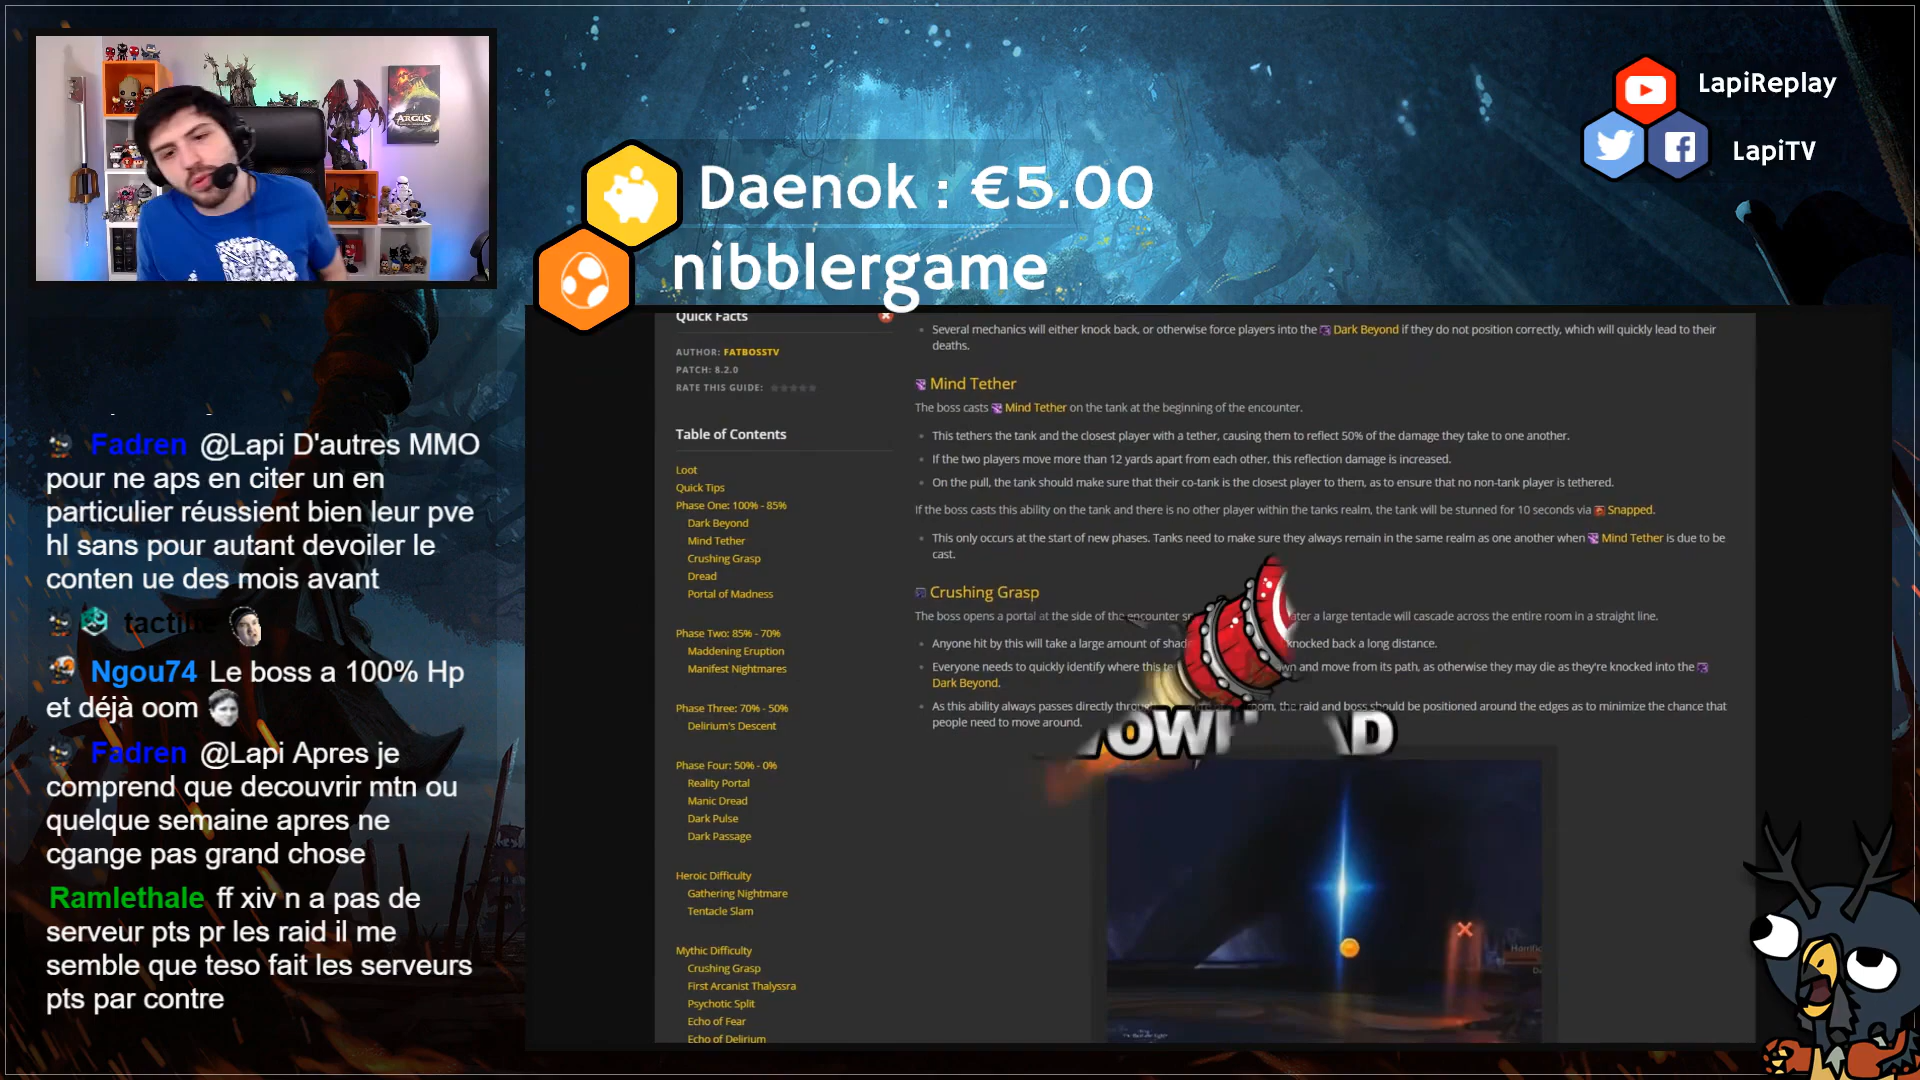 LapiReplay
LapiTV
Daenok : €5.00
nibblergame
ARGUS
Fadren @Lapi D'autres MMO
pour ne aps en citer un en
particulier réussient bien leur pve
hl sans pour autant devoiler le
conten ue des mois avant
tactilte
Ngou74 Le boss a 100% Hp
et déjà oom
Fadren @Lapi Apres je
comprend que decouvrir mtn ou
quelque semaine apres ne
cgange pas grand chose
Ramlethale ff xiv n a pas de
serveur pts pr les raid il me
semble que teso fait les serveurs
pts par contre
Quick Facts
AUTHOR: FATBOSSTV
PATCH: 8.2.0
RATE THIS GUIDE:
Table of Contents
Loot
Quick Tips
Phase One: 100% - 85%
Dark Beyond
Mind Tether
Crushing Grasp
Dread
Portal of Madness
Phase Two: 85% - 70%
Maddening Eruption
Manifest Nightmares
Phase Three: 70% - 50%
Delirium's Descent
Phase Four: 50% - 0%
Reality Portal
Manic Dread
Dark Pulse
Dark Passage
Heroic Difficulty
Gathering Nightmare
Tentacle Slam
Mythic Difficulty
Crushing Grasp
First Arcanist Thalyssra
Psychotic Split
Echo of Fear
Echo of Delirium
Several mechanics will either knock back, or otherwise force players into the Dark Beyond if they do not position correctly, which will quickly lead to their
deaths.
Mind Tether
The boss casts Mind Tether on the tank at the beginning of the encounter.
This tethers the tank and the closest player with a tether, causing them to reflect 50% of the damage they take to one another.
If the two players move more than 12 yards apart from each other, this reflection damage is increased.
On the pull, the tank should make sure that their co-tank is the closest player to them, as to ensure that no non-tank player is tethered.
If the boss casts this ability on the tank and there is no other player within the tanks realm, the tank will be stunned for 10 seconds via Snapped.
This only occurs at the start of new phases. Tanks need to make sure they always remain in the same realm as one another when Mind Tether is due to be
cast.
Crushing Grasp
The boss opens a portal at the side of the encounter a large tentacle will cascade across the entire room in a straight line.
Anyone hit by this will take a large amount of knocked back a long distance.
Everyone needs to quickly identify where this and move from its path, as otherwise they may die as they're knocked into the
Dark Beyond.
As this ability always passes directly the raid and boss should be positioned around the edges as to minimize the chance that
people need to move around.